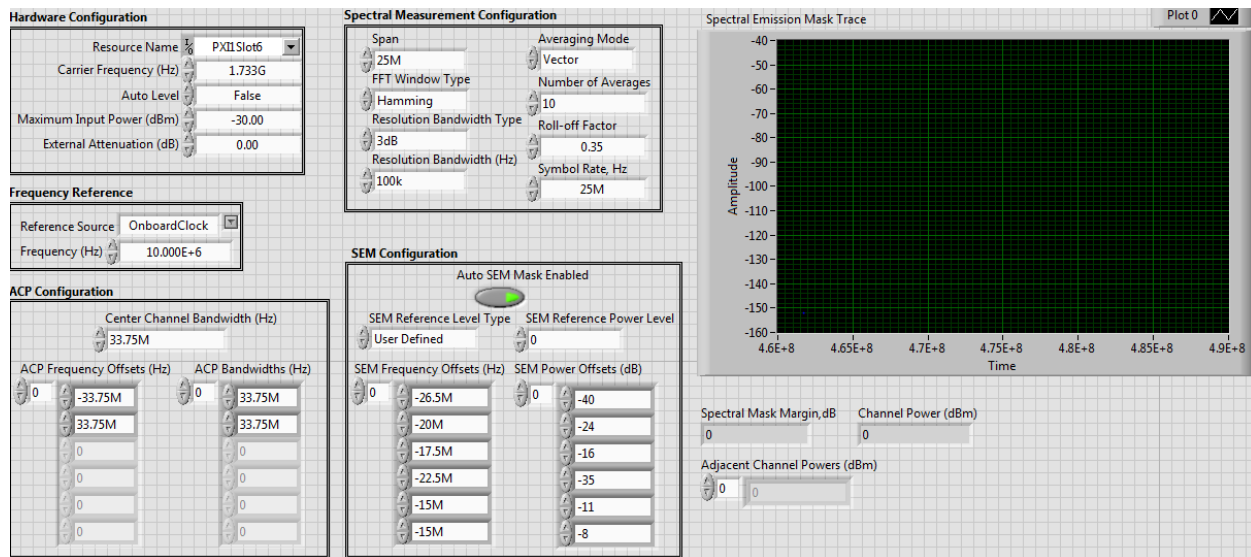 Hardware Configuration
Resource Name PXI1Slot6
Carrier Frequency (Hz) 1.733G
Auto Level False
Maximum Input Power (dBm) -30.00
External Attenuation (dB) 0.00
Frequency Reference
Reference Source OnboardClock
Frequency (Hz) 10.000E+6
ACP Configuration
Center Channel Bandwidth (Hz)
33.75M
ACP Frequency Offsets (Hz) ACP Bandwidths (Hz)
0 -33.75M 0 33.75M
33.75M 33.75M
0 0
0 0
0 0
0 0
Spectral Measurement Configuration
Span
25M
FFT Window Type
Hamming
Resolution Bandwidth Type
3dB
Resolution Bandwidth (Hz)
100k
Averaging Mode
Vector
Number of Averages
10
Roll-off Factor
0.35
Symbol Rate, Hz
25M
SEM Configuration
Auto SEM Mask Enabled
SEM Reference Level Type SEM Reference Power Level
User Defined 0
SEM Frequency Offsets (Hz) SEM Power Offsets (dB)
0 -26.5M 0 -40
-20M -24
-17.5M -16
-22.5M -35
-15M -11
-15M -8
Spectral Emission Mask Trace Plot 0
-40
-50
-60
-70
-80
-90
-100
-110
-120
-130
-140
-150
-160
Amplitude
4.6E+8 4.65E+8 4.7E+8 4.75E+8 4.8E+8 4.85E+8 4.9E+8
Time
Spectral Mask Margin,dB Channel Power (dBm)
0 0
Adjacent Channel Powers (dBm)
0 0